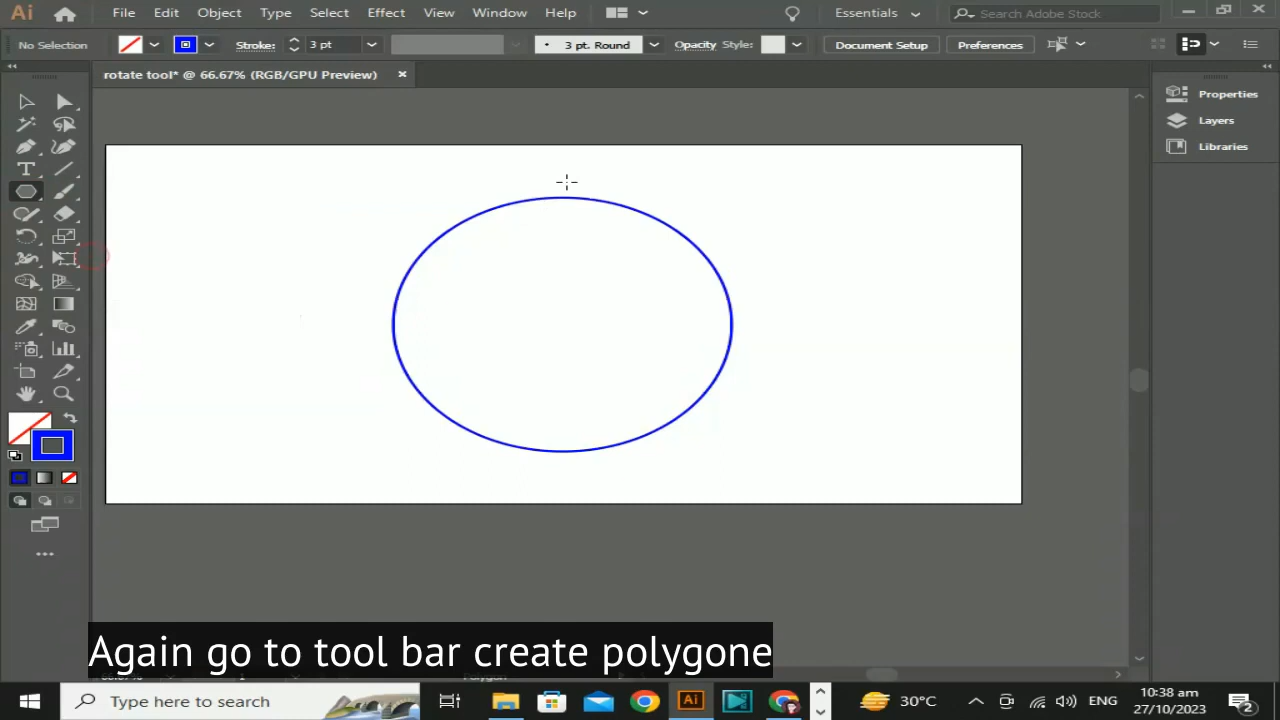 Ai File Edit Object Type Select Effect View Window Help Essentials Search Adobe Stock
No Selection Stroke: 3 pt 3 pt. Round Opacity Style: Document Setup Preferences
rotate tool* @ 66.67% (RGB/GPU Preview)
Properties
Layers
Libraries
Again go to tool bar create polygone
Type here to search
Ai
30°C
ENG
10:38 am
27/10/2023
2